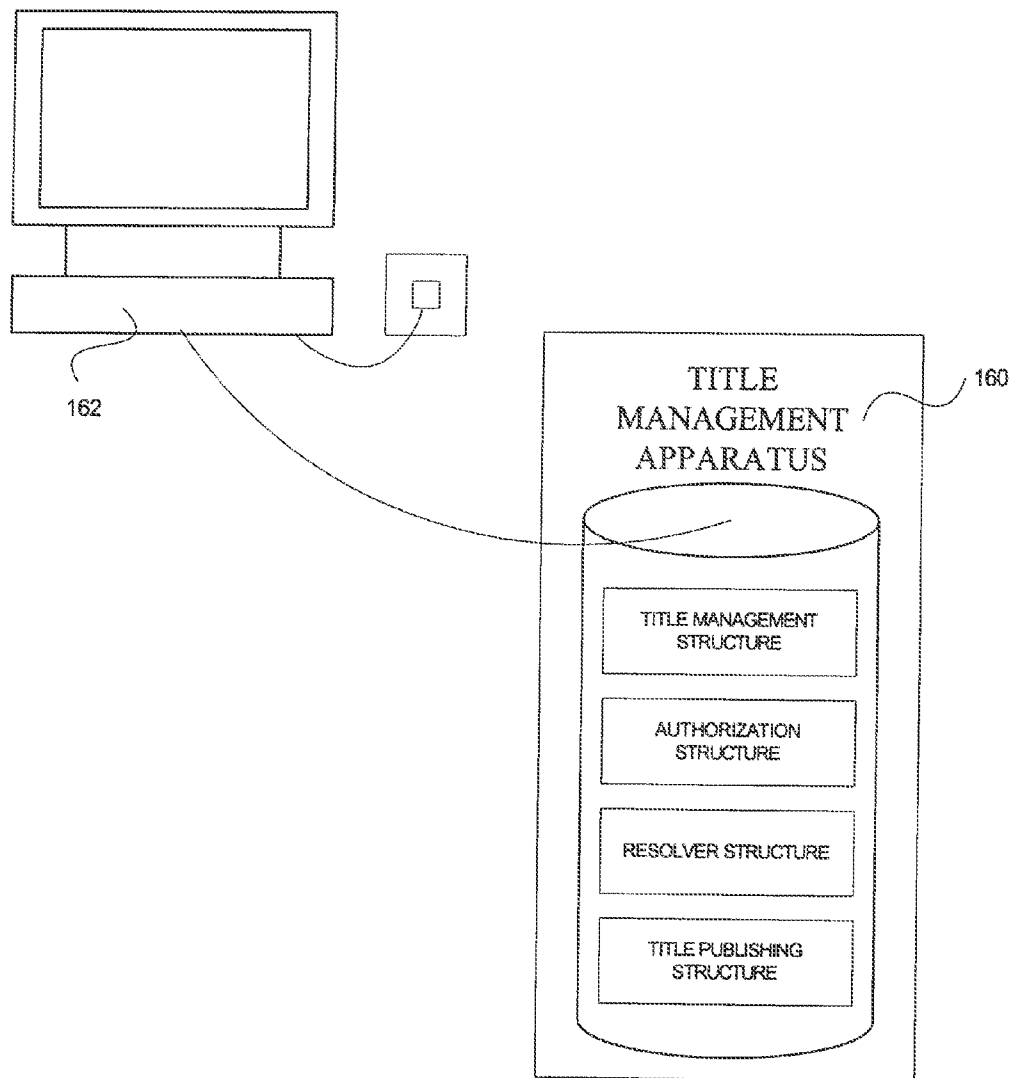 162
TITLE
MANAGEMENT
APPARATUS
160
TITLE MANAGEMENT
STRUCTURE
AUTHORIZATION
STRUCTURE
RESOLVER STRUCTURE
TITLE PUBLISHING
STRUCTURE